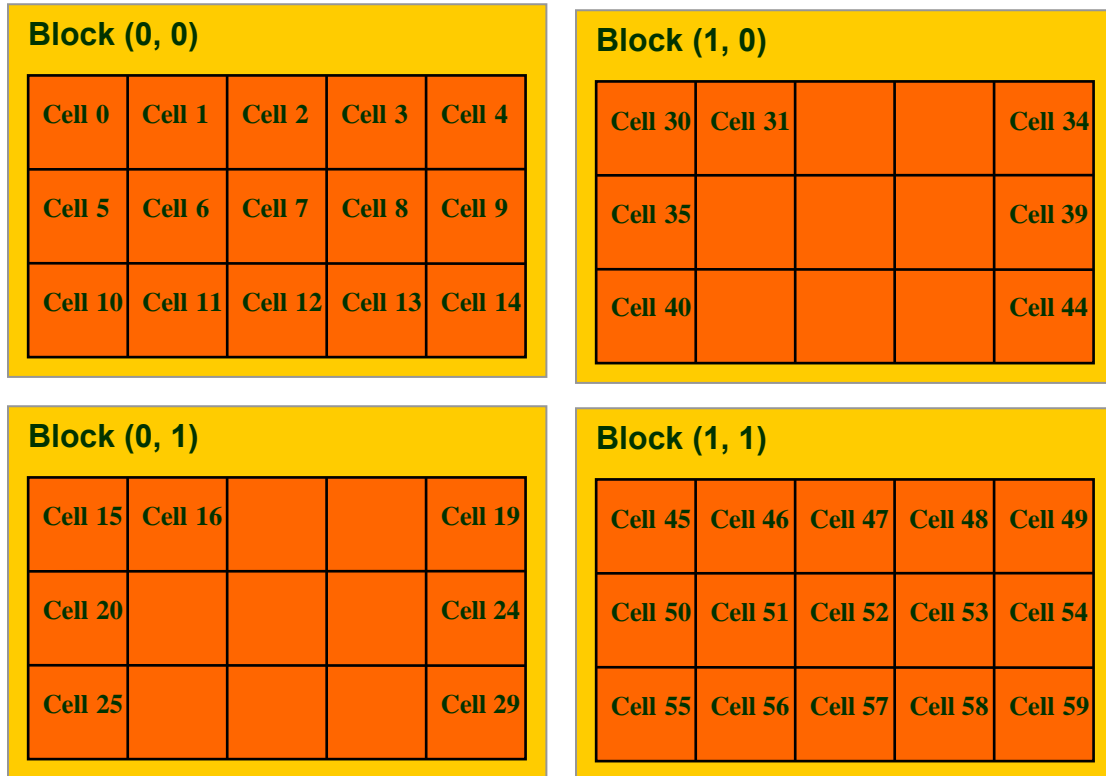 Block (0, 0)
Cell 0 Cell 1 Cell 2 Cell 3 Cell 4
Cell 5 Cell 6 Cell 7 Cell 8 Cell 9
Cell 10 Cell 11 Cell 12 Cell 13 Cell 14
Block (1, 0)
Cell 30 Cell 31 Cell 34
Cell 35 Cell 39
Cell 40 Cell 44
Block (0, 1)
Cell 15 Cell 16 Cell 19
Cell 20 Cell 24
Cell 25 Cell 29
Block (1, 1)
Cell 45 Cell 46 Cell 47 Cell 48 Cell 49
Cell 50 Cell 51 Cell 52 Cell 53 Cell 54
Cell 55 Cell 56 Cell 57 Cell 58 Cell 59